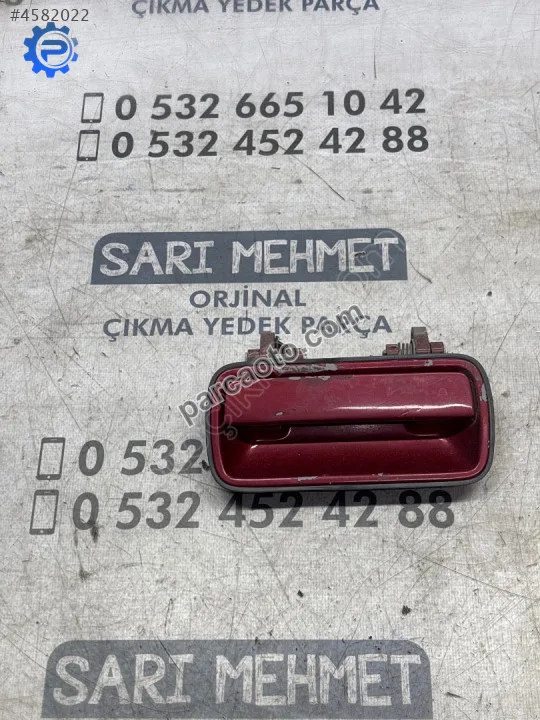 #4582022
ÇIKMA YEDEK PARÇA
P
0 532 665 10 42
0 532 452 42 88
SARI MEHMET
ORJİNAL
ÇIKMA YEDEK PARÇA
parcaoto.com
0 532
0 532 452 42 88
SARI MEHMET